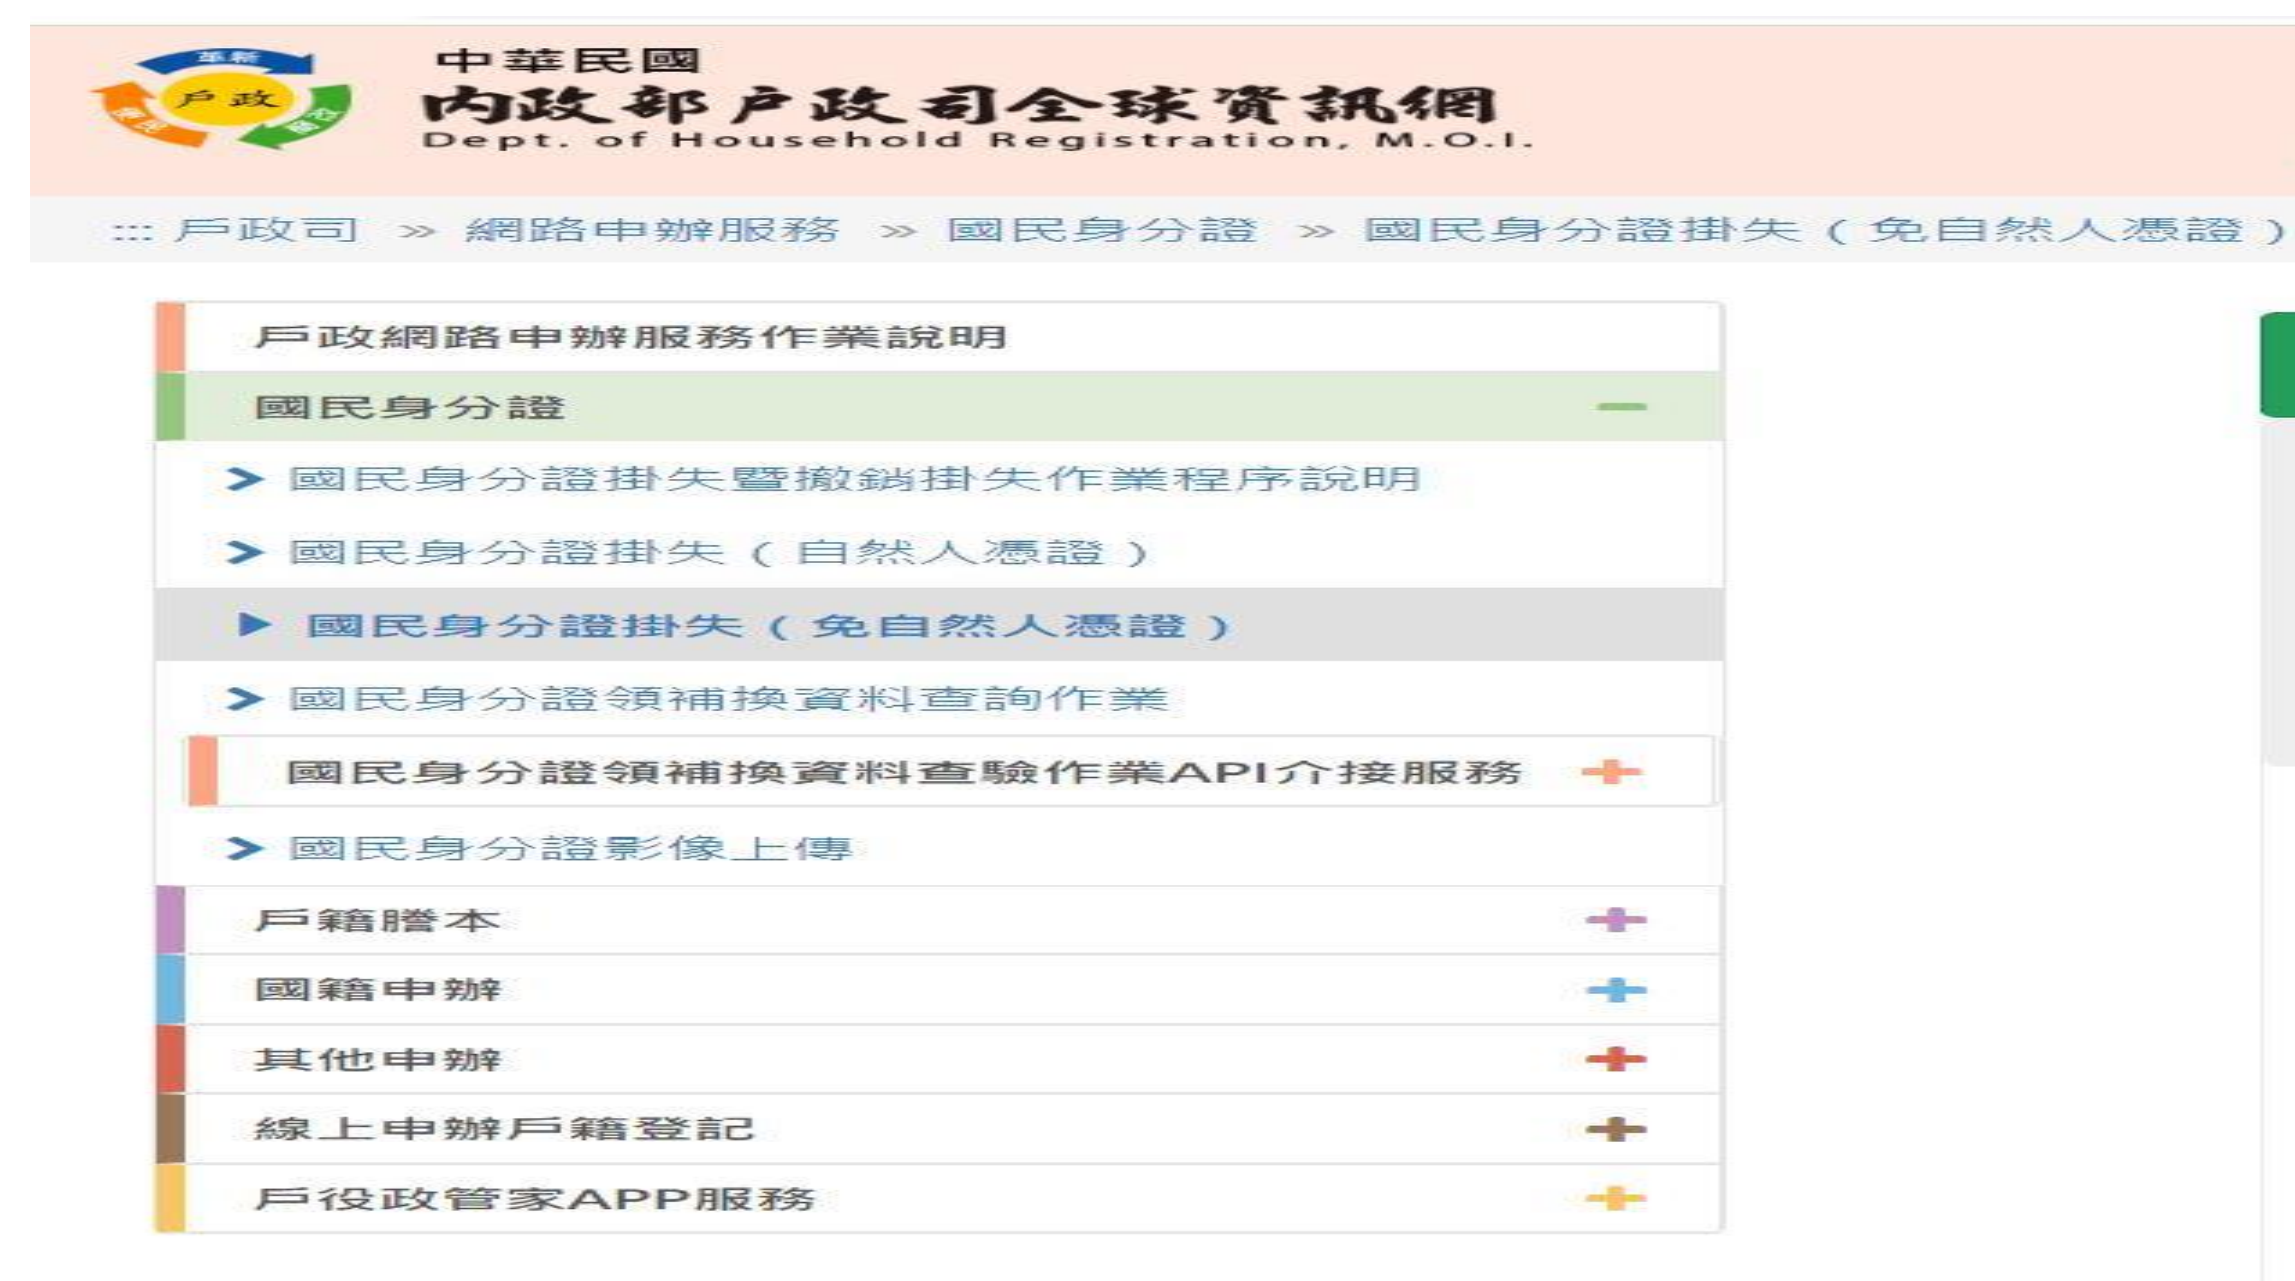 革新
戶政
中華民國
內政部戶政司全球資訊網
Dept. of Household Registration, M.O.I.
::: 戶政司 » 網路申辦服務 » 國民身分證 » 國民身分證掛失（免自然人憑證）
戶政網路申辦服務作業說明
國民身分證
國民身分證掛失暨撤銷掛失作業程序說明
國民身分證掛失（自然人憑證）
國民身分證掛失（免自然人憑證）
國民身分證領補換資料查詢作業
國民身分證領補換資料查驗作業API介接服務
國民身分證影像上傳
戶籍謄本
國籍申辦
其他申辦
線上申辦戶籍登記
戶役政管家APP服務